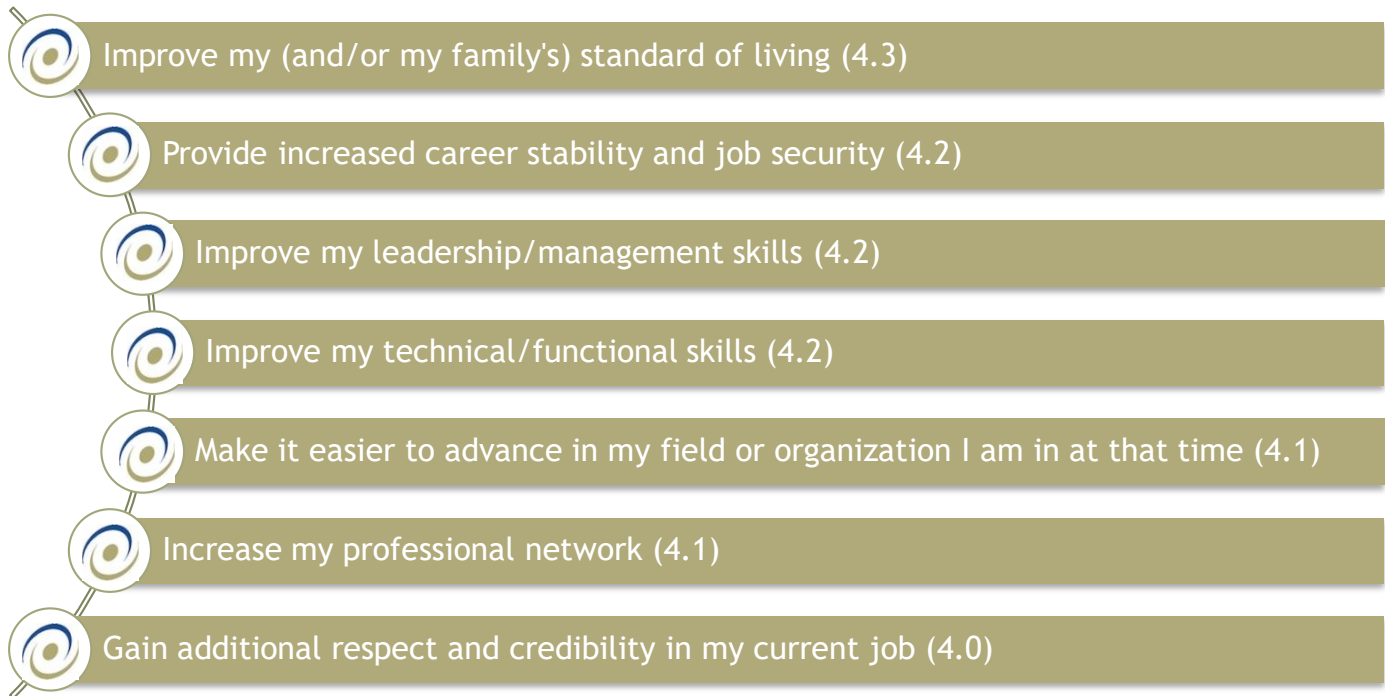 Improve my (and/or my family's) standard of living (4.3)
Provide increased career stability and job security (4.2)
Improve my leadership/management skills (4.2)
Improve my technical/functional skills (4.2)
Make it easier to advance in my field or organization I am in at that time (4.1)
Increase my professional network (4.1)
Gain additional respect and credibility in my current job (4.0)